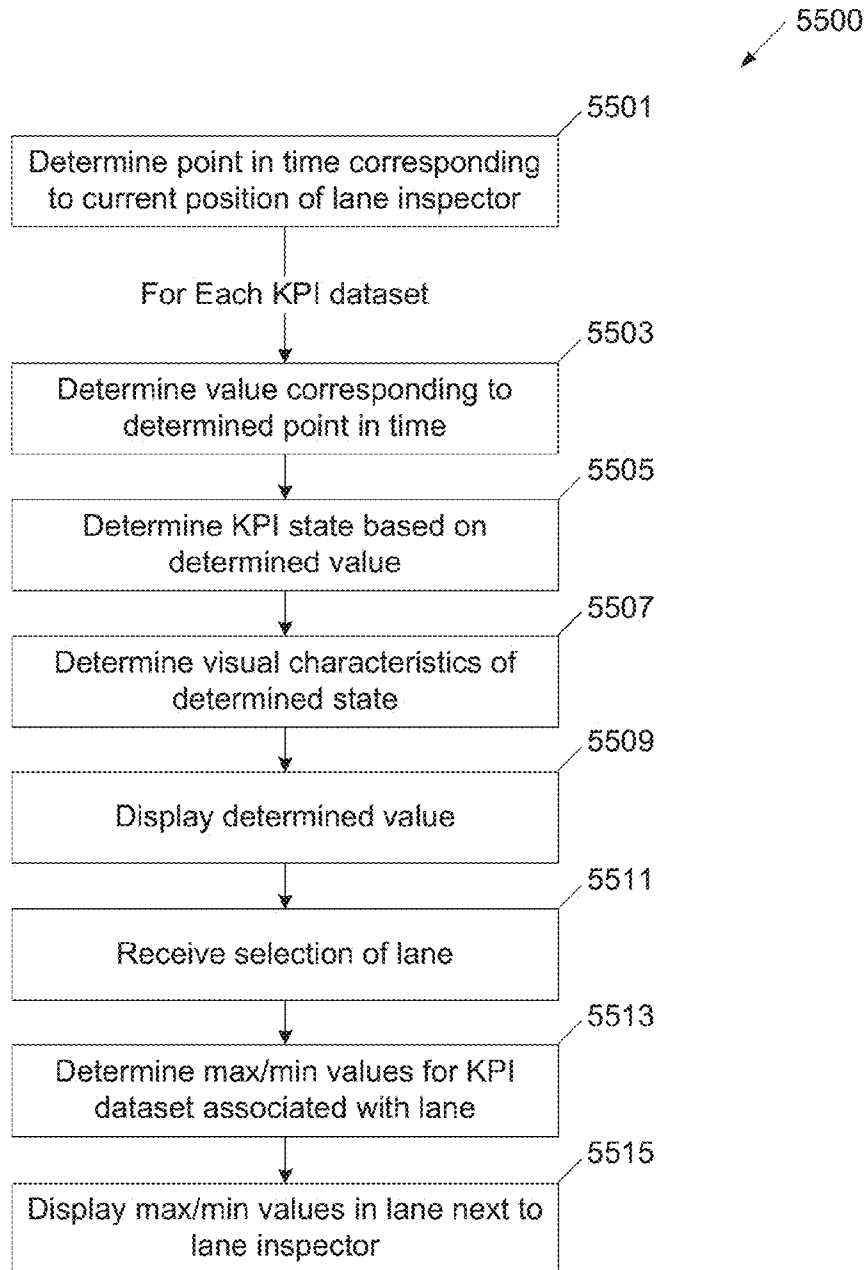 5500
5501
Determine point in time corresponding
to current position of lane inspector
For Each KPI dataset
5503
Determine value corresponding to
determined point in time
5505
Determine KPI state based on
determined value
5507
Determine visual characteristics of
determined state
5509
Display determined value
5511
Receive selection of lane
5513
Determine max/min values for KPI
dataset associated with lane
5515
Display max/min values in lane next to
lane inspector